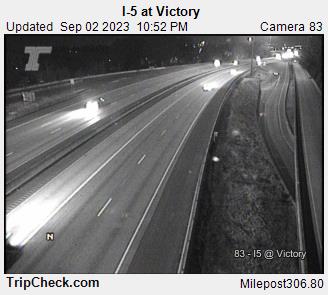 I-5 at Victory
Updated Sep 02 2023 10:52 PM Camera 83
T
N
83 - I5 @ Victory
TripCheck.com Milepost306.80